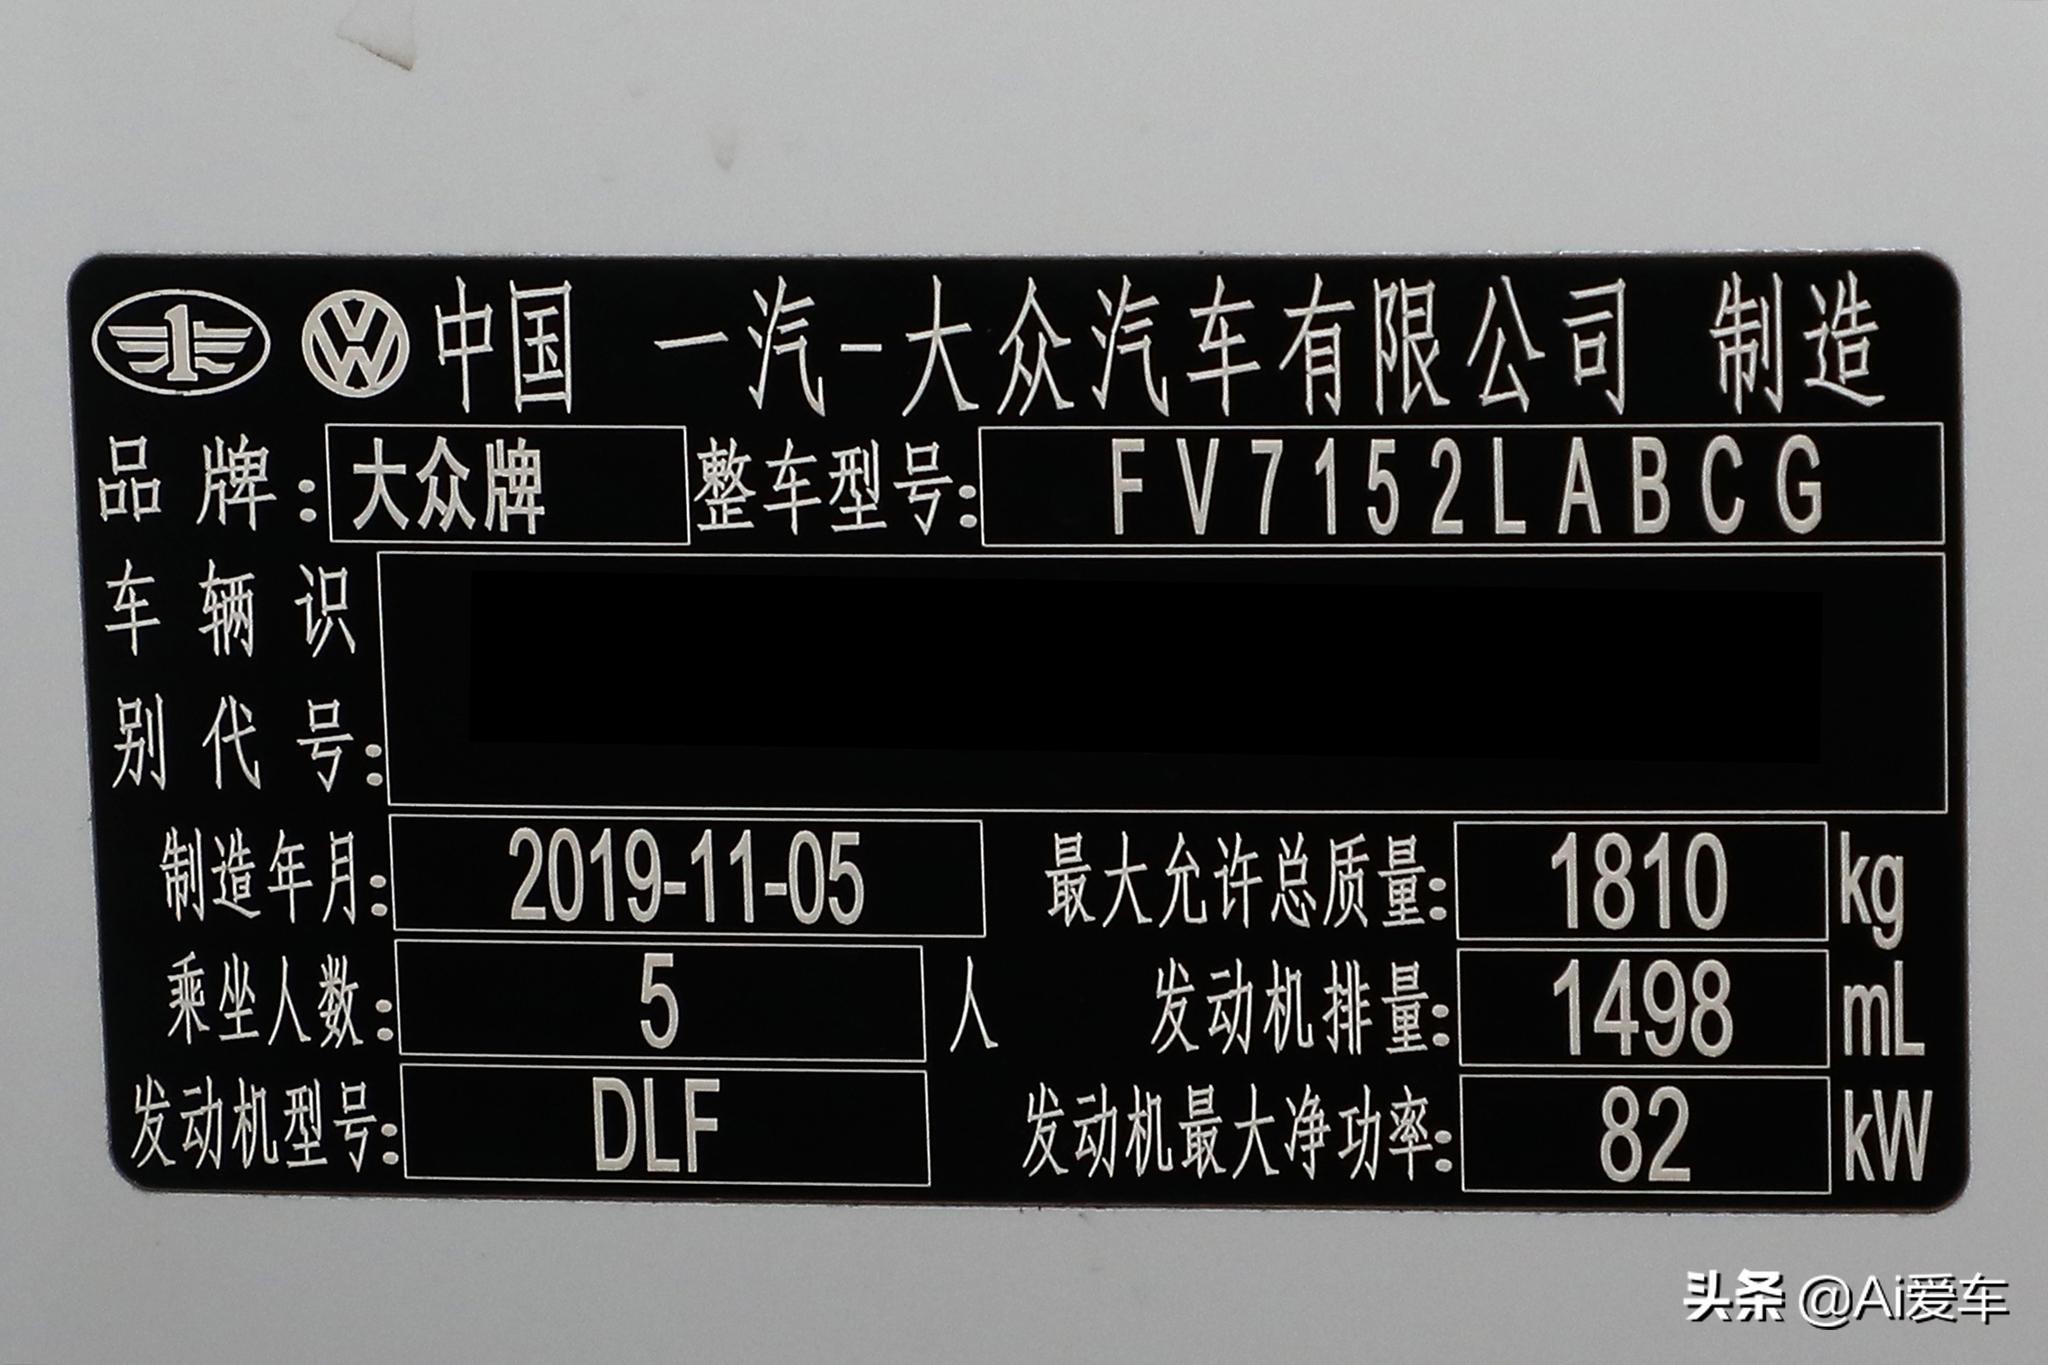 中国 一汽-大众汽车有限公司 制造
品牌: 大众牌 整车型号: FV7152LABCG
车辆识
别代号:
制造年月: 2019-11-05 最大允许总质量: 1810 kg
乘坐人数: 5 人 发动机排量: 1498 mL
发动机型号: DLF 发动机最大净功率: 82 kW
头条 @Ai爱车